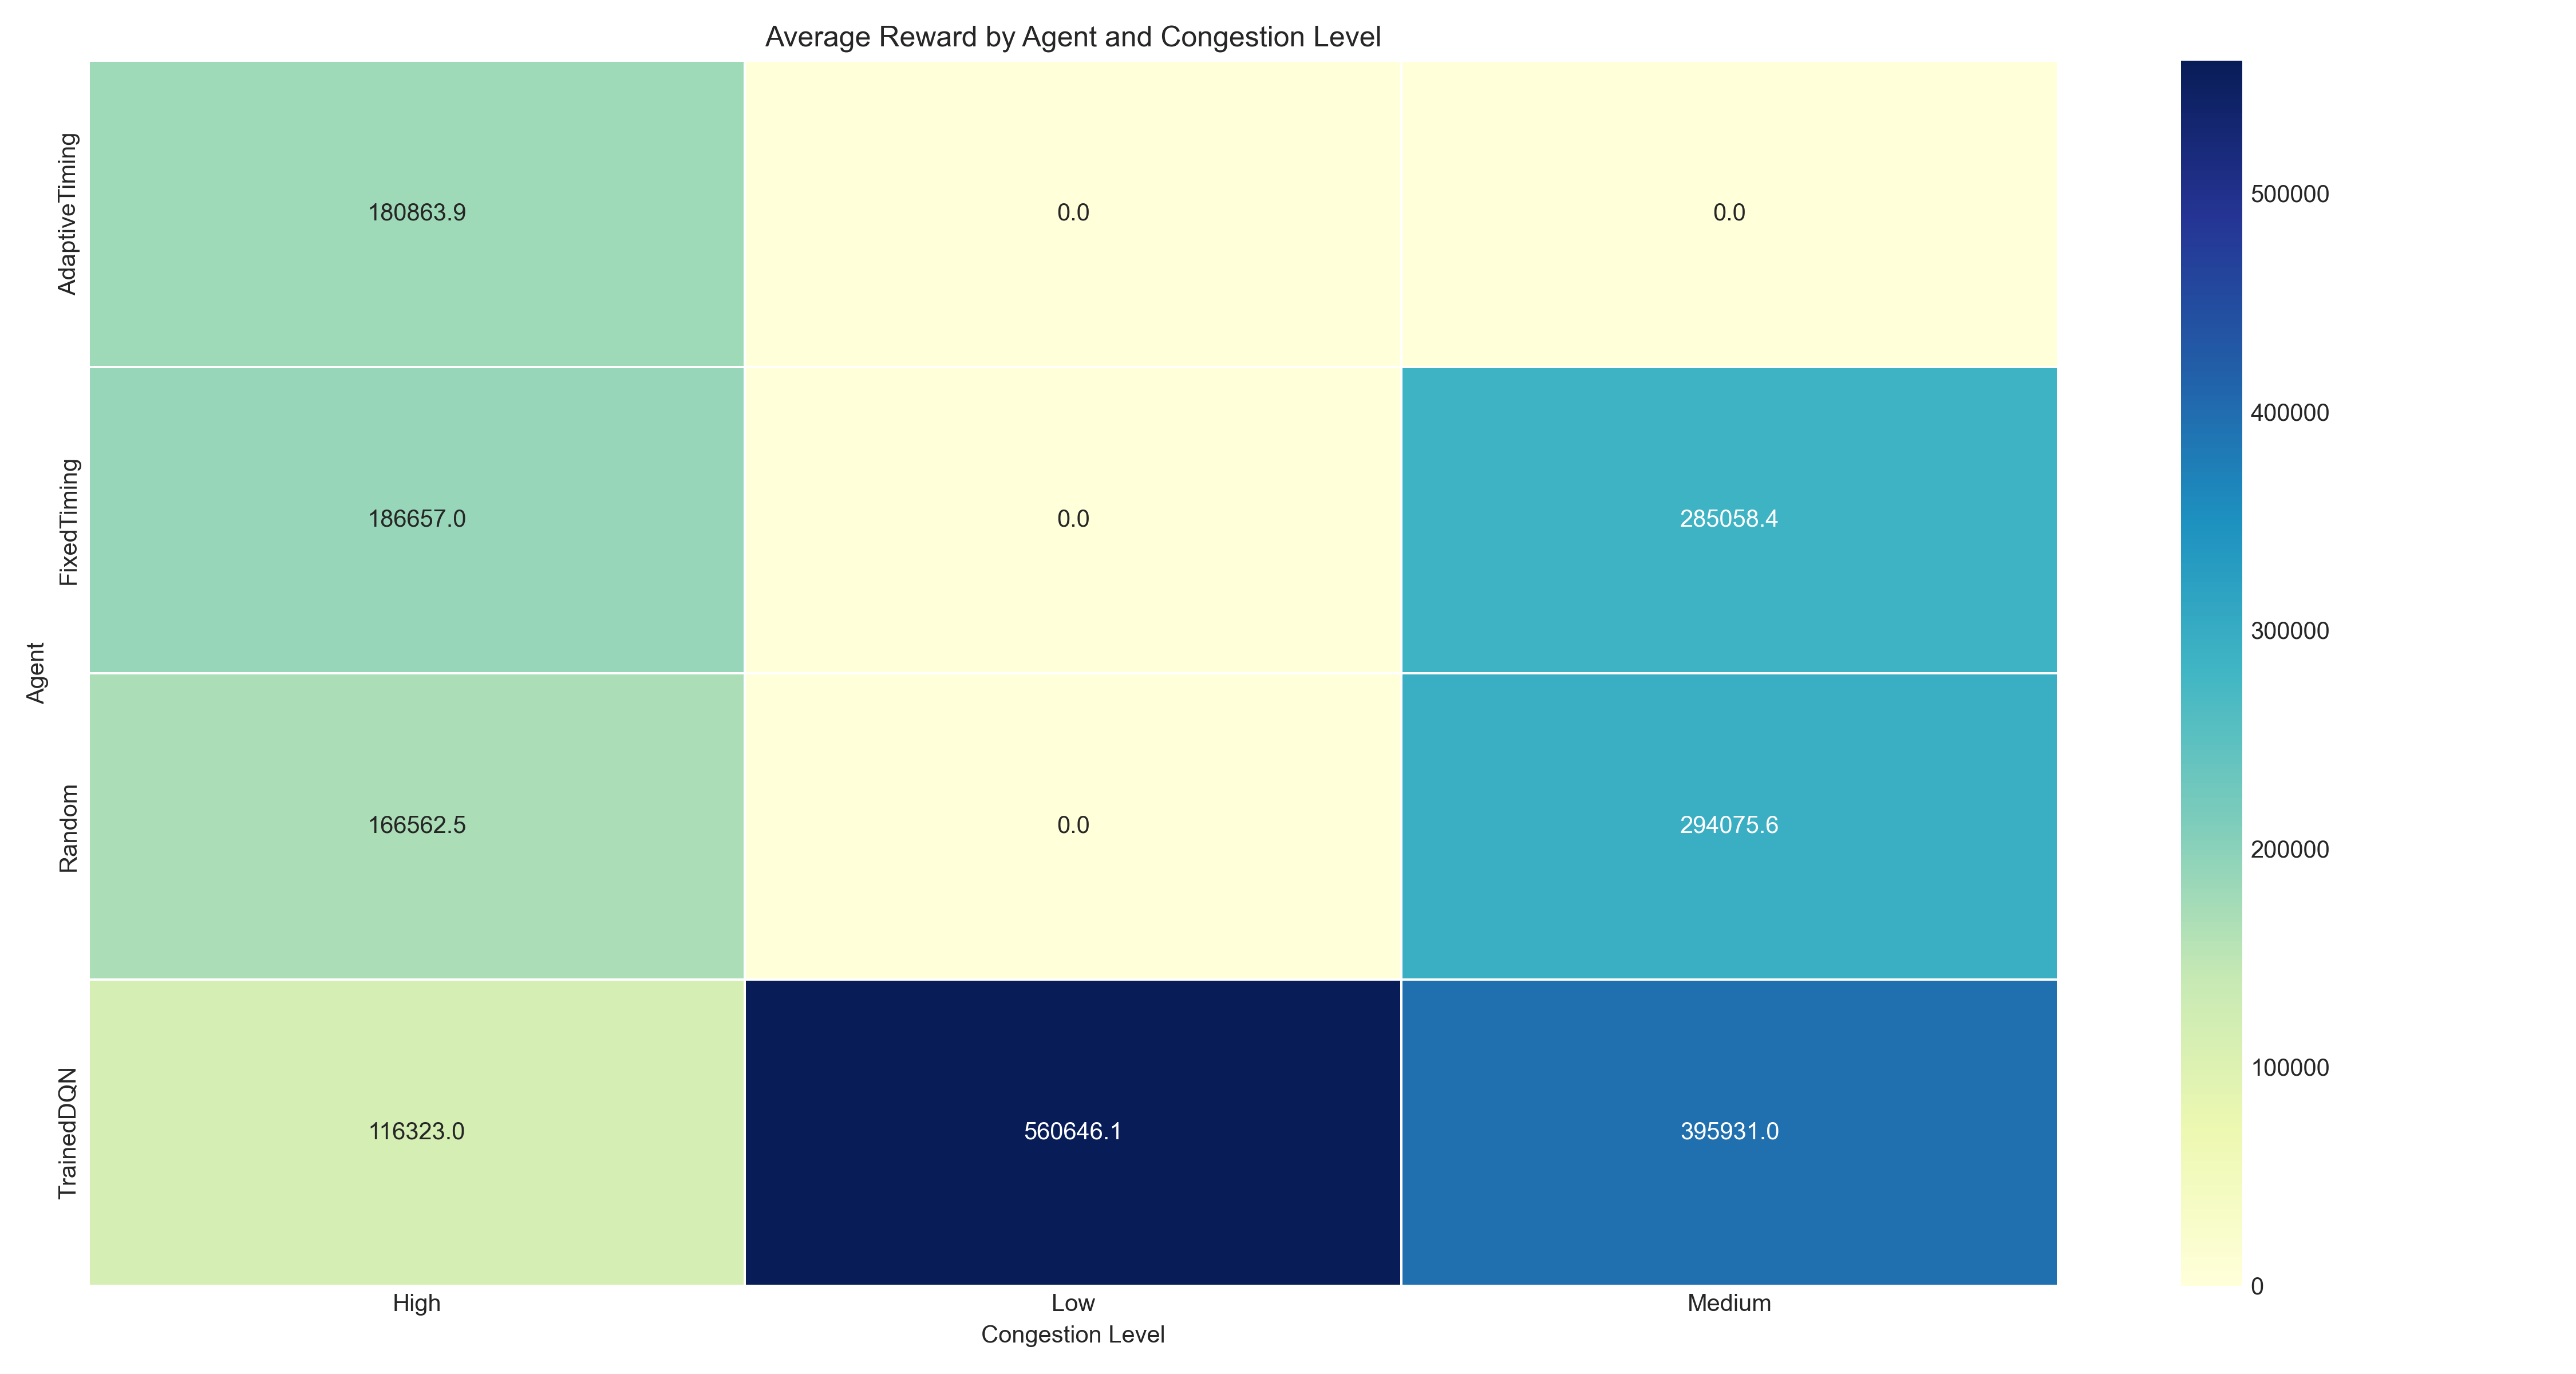 Average Reward by Agent and Congestion Level
Agent
AdaptiveTiming
180863.9
0.0
0.0
FixedTiming
186657.0
0.0
285058.4
Random
166562.5
0.0
294075.6
TrainedDQN
116323.0
560646.1
395931.0
High
Low
Medium
Congestion Level
500000
400000
300000
200000
100000
0